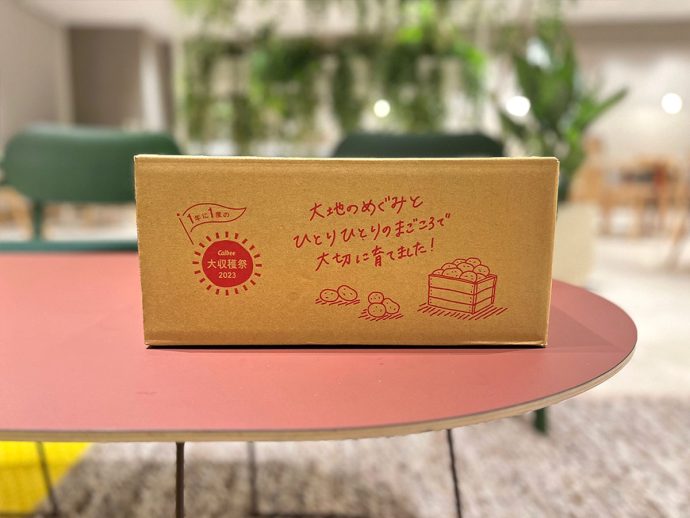 1年に1度の
Calbee
大収穫祭
2023
大地のめぐみと
ひとりひとりのまごころで
大切に育てました!